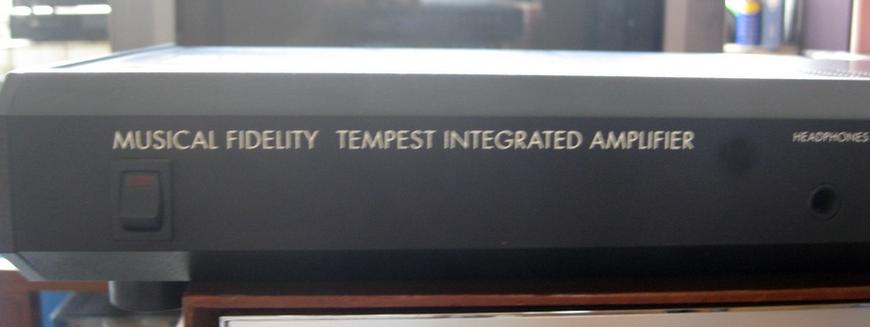 MUSICAL FIDELITY TEMPEST INTEGRATED AMPLIFIER
HEADPHONES